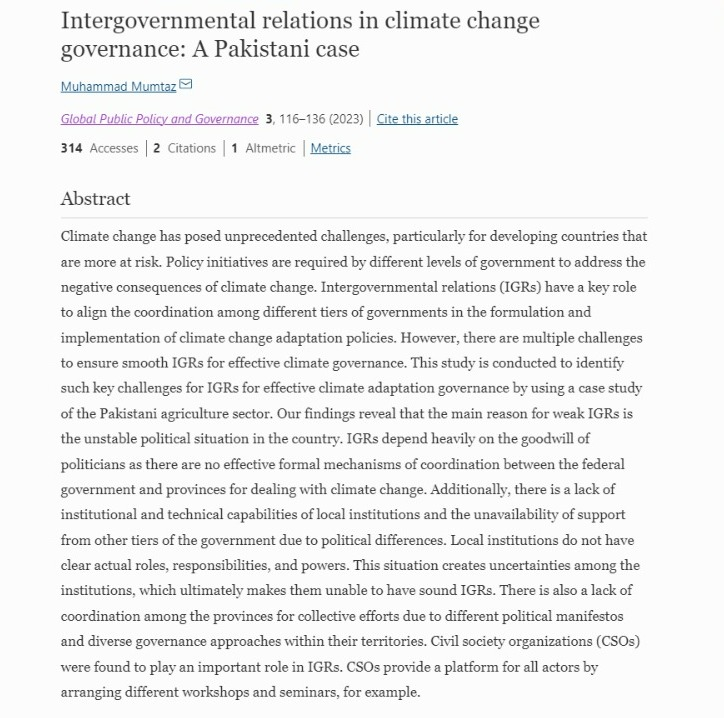 Intergovernmental relations in climate change
governance: A Pakistani case
Muhammad Mumtaz
Global Public Policy and Governance 3, 116–136 (2023) | Cite this article
314 Accesses | 2 Citations | 1 Altmetric | Metrics
Abstract
Climate change has posed unprecedented challenges, particularly for developing countries that
are more at risk. Policy initiatives are required by different levels of government to address the
negative consequences of climate change. Intergovernmental relations (IGRs) have a key role
to align the coordination among different tiers of governments in the formulation and
implementation of climate change adaptation policies. However, there are multiple challenges
to ensure smooth IGRs for effective climate governance. This study is conducted to identify
such key challenges for IGRs for effective climate adaptation governance by using a case study
of the Pakistani agriculture sector. Our findings reveal that the main reason for weak IGRs is
the unstable political situation in the country. IGRs depend heavily on the goodwill of
politicians as there are no effective formal mechanisms of coordination between the federal
government and provinces for dealing with climate change. Additionally, there is a lack of
institutional and technical capabilities of local institutions and the unavailability of support
from other tiers of the government due to political differences. Local institutions do not have
clear actual roles, responsibilities, and powers. This situation creates uncertainties among the
institutions, which ultimately makes them unable to have sound IGRs. There is also a lack of
coordination among the provinces for collective efforts due to different political manifestos
and diverse governance approaches within their territories. Civil society organizations (CSOs)
were found to play an important role in IGRs. CSOs provide a platform for all actors by
arranging different workshops and seminars, for example.